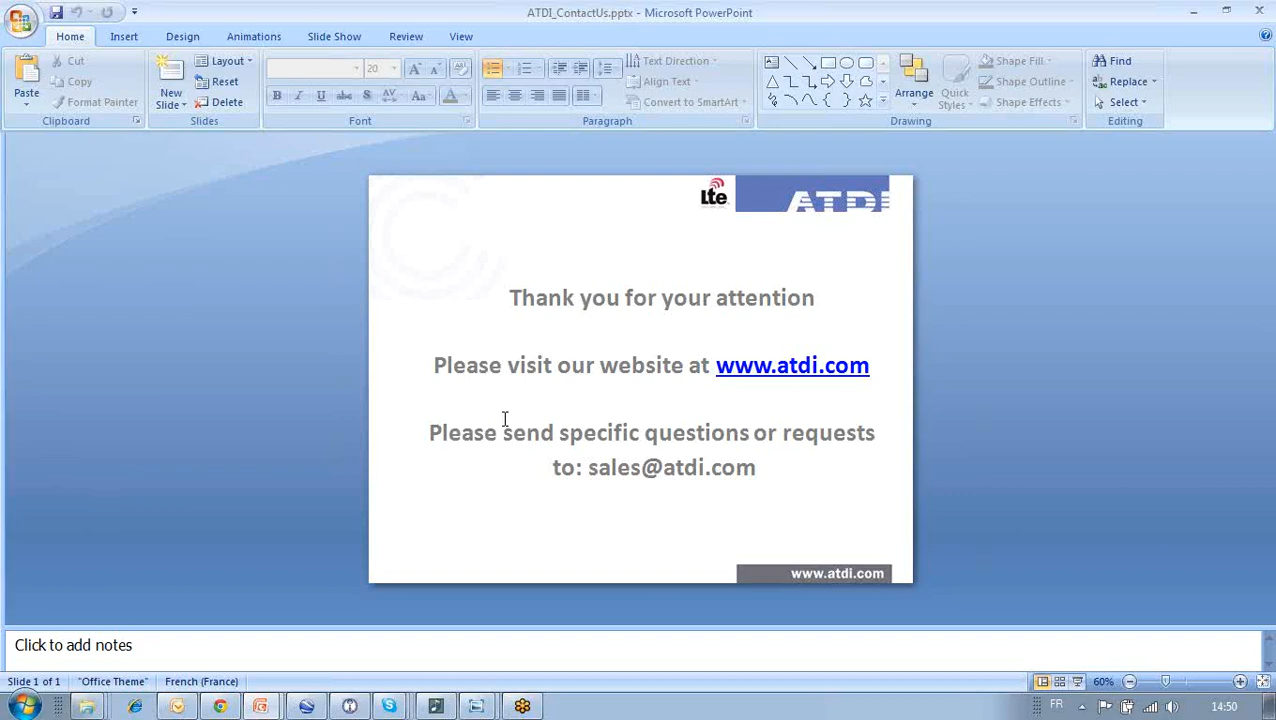 ATDI_ContactUs.pptx - Microsoft PowerPoint
Home Insert Design Animations Slide Show Review View
Paste
Cut
Copy
Format Painter
Clipboard
New Slide
Layout
Reset
Delete
Slides
20
B I U abc S AV Aa A
Font
Text Direction
Align Text
Convert to SmartArt
Paragraph
Arrange
Quick Styles
Shape Fill
Shape Outline
Shape Effects
Drawing
Find
Replace
Select
Editing
Lte ATDI
Thank you for your attention
Please visit our website at www.atdi.com
Please send specific questions or requests
to: sales@atdi.com
www.atdi.com
Click to add notes
Slide 1 of 1 "Office Theme" French (France) 60%
FR 14:50